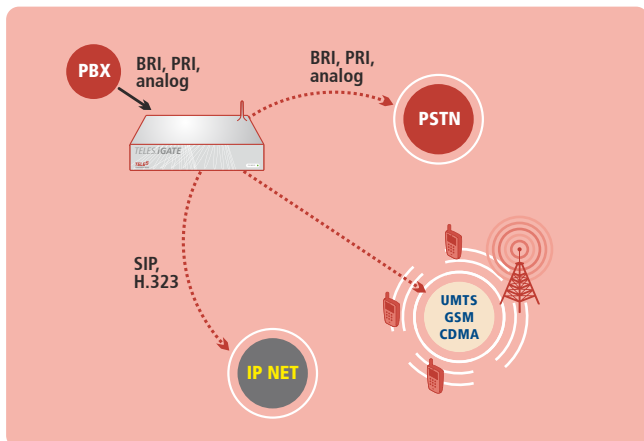 PBX
BRI, PRI,
analog
BRI, PRI,
analog
PSTN
TELES.iGATE
TELES
SIP,
H.323
UMTS
GSM
CDMA
IP NET